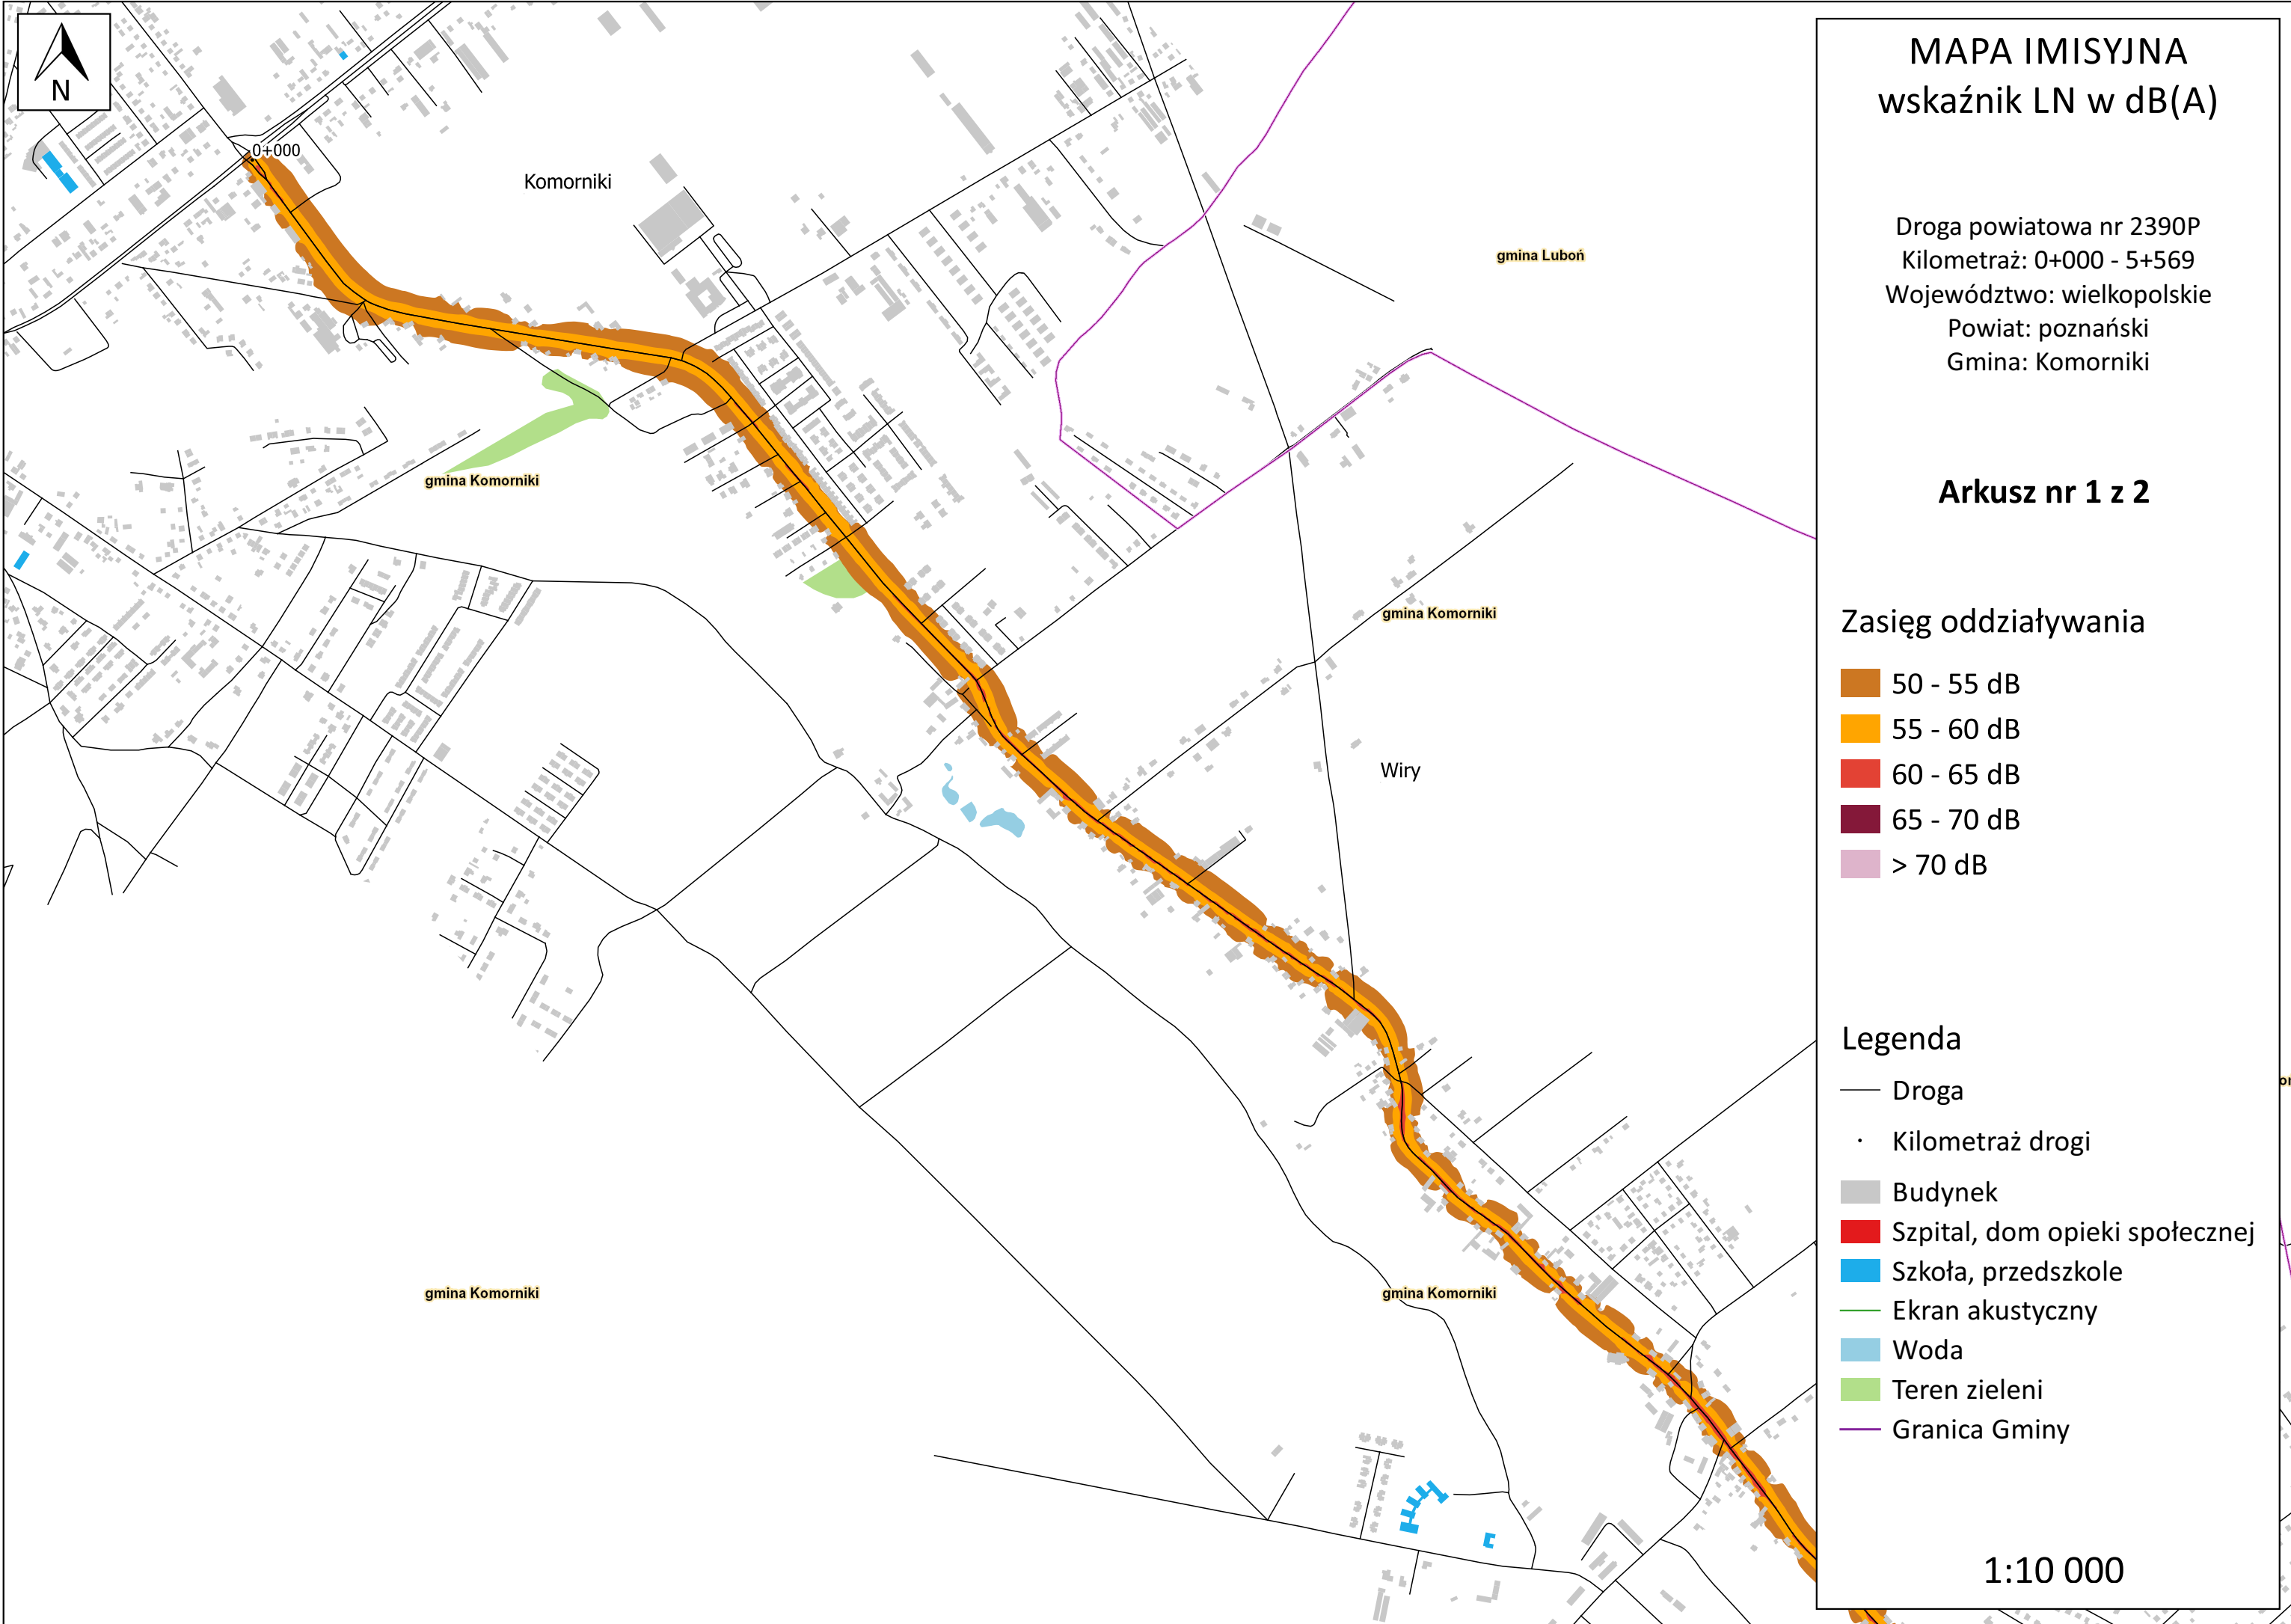 N
0+000
Komorniki
gmina Luboń
gmina Komorniki
gmina Komorniki
Wiry
gmina Komorniki
gmina Komorniki
MAPA IMISYJNA
wskaźnik LN w dB(A)
Droga powiatowa nr 2390P
Kilometraż: 0+000 - 5+569
Województwo: wielkopolskie
Powiat: poznański
Gmina: Komorniki
Arkusz nr 1 z 2
Zasięg oddziaływania
50 - 55 dB
55 - 60 dB
60 - 65 dB
65 - 70 dB
> 70 dB
Legenda
Droga
Kilometraż drogi
Budynek
Szpital, dom opieki społecznej
Szkoła, przedszkole
Ekran akustyczny
Woda
Teren zieleni
Granica Gminy
1:10 000